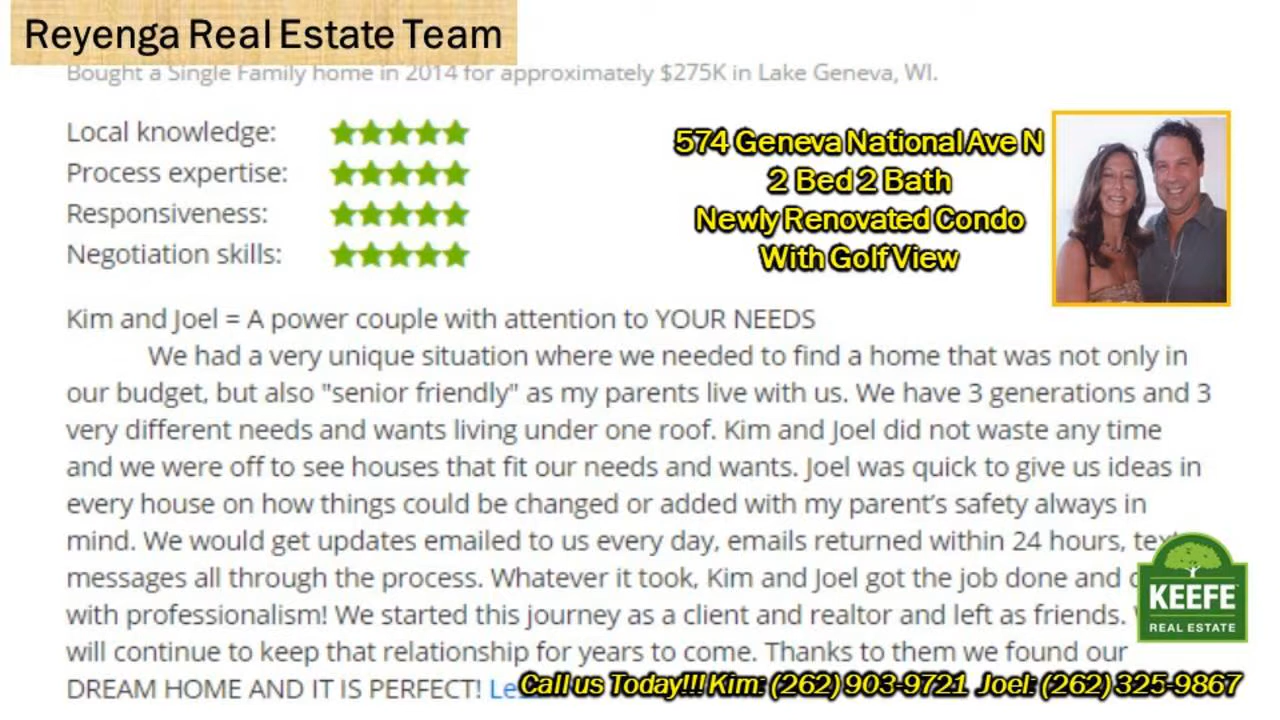 Reyenga Real Estate Team
Bought a Single Family home in 2014 for approximately $275K in Lake Geneva, WI.
Local knowledge:
Process expertise:
Responsiveness:
Negotiation skills:
574 Geneva National Ave N
2 Bed 2 Bath
Newly Renovated Condo
With Golf View
Kim and Joel = A power couple with attention to YOUR NEEDS
We had a very unique situation where we needed to find a home that was not only in
our budget, but also "senior friendly" as my parents live with us. We have 3 generations and 3
very different needs and wants living under one roof. Kim and Joel did not waste any time
and we were off to see houses that fit our needs and wants. Joel was quick to give us ideas in
every house on how things could be changed or added with my parent's safety always in
mind. We would get updates emailed to us every day, emails returned within 24 hours, text
messages all through the process. Whatever it took, Kim and Joel got the job done and
with professionalism! We started this journey as a client and realtor and left as friends.
will continue to keep that relationship for years to come. Thanks to them we found our
DREAM HOME AND IT IS PERFECT!
KEEFE
REAL ESTATE
Call us Today!!! Kim: (262) 903-9721 Joel: (262) 325-9867